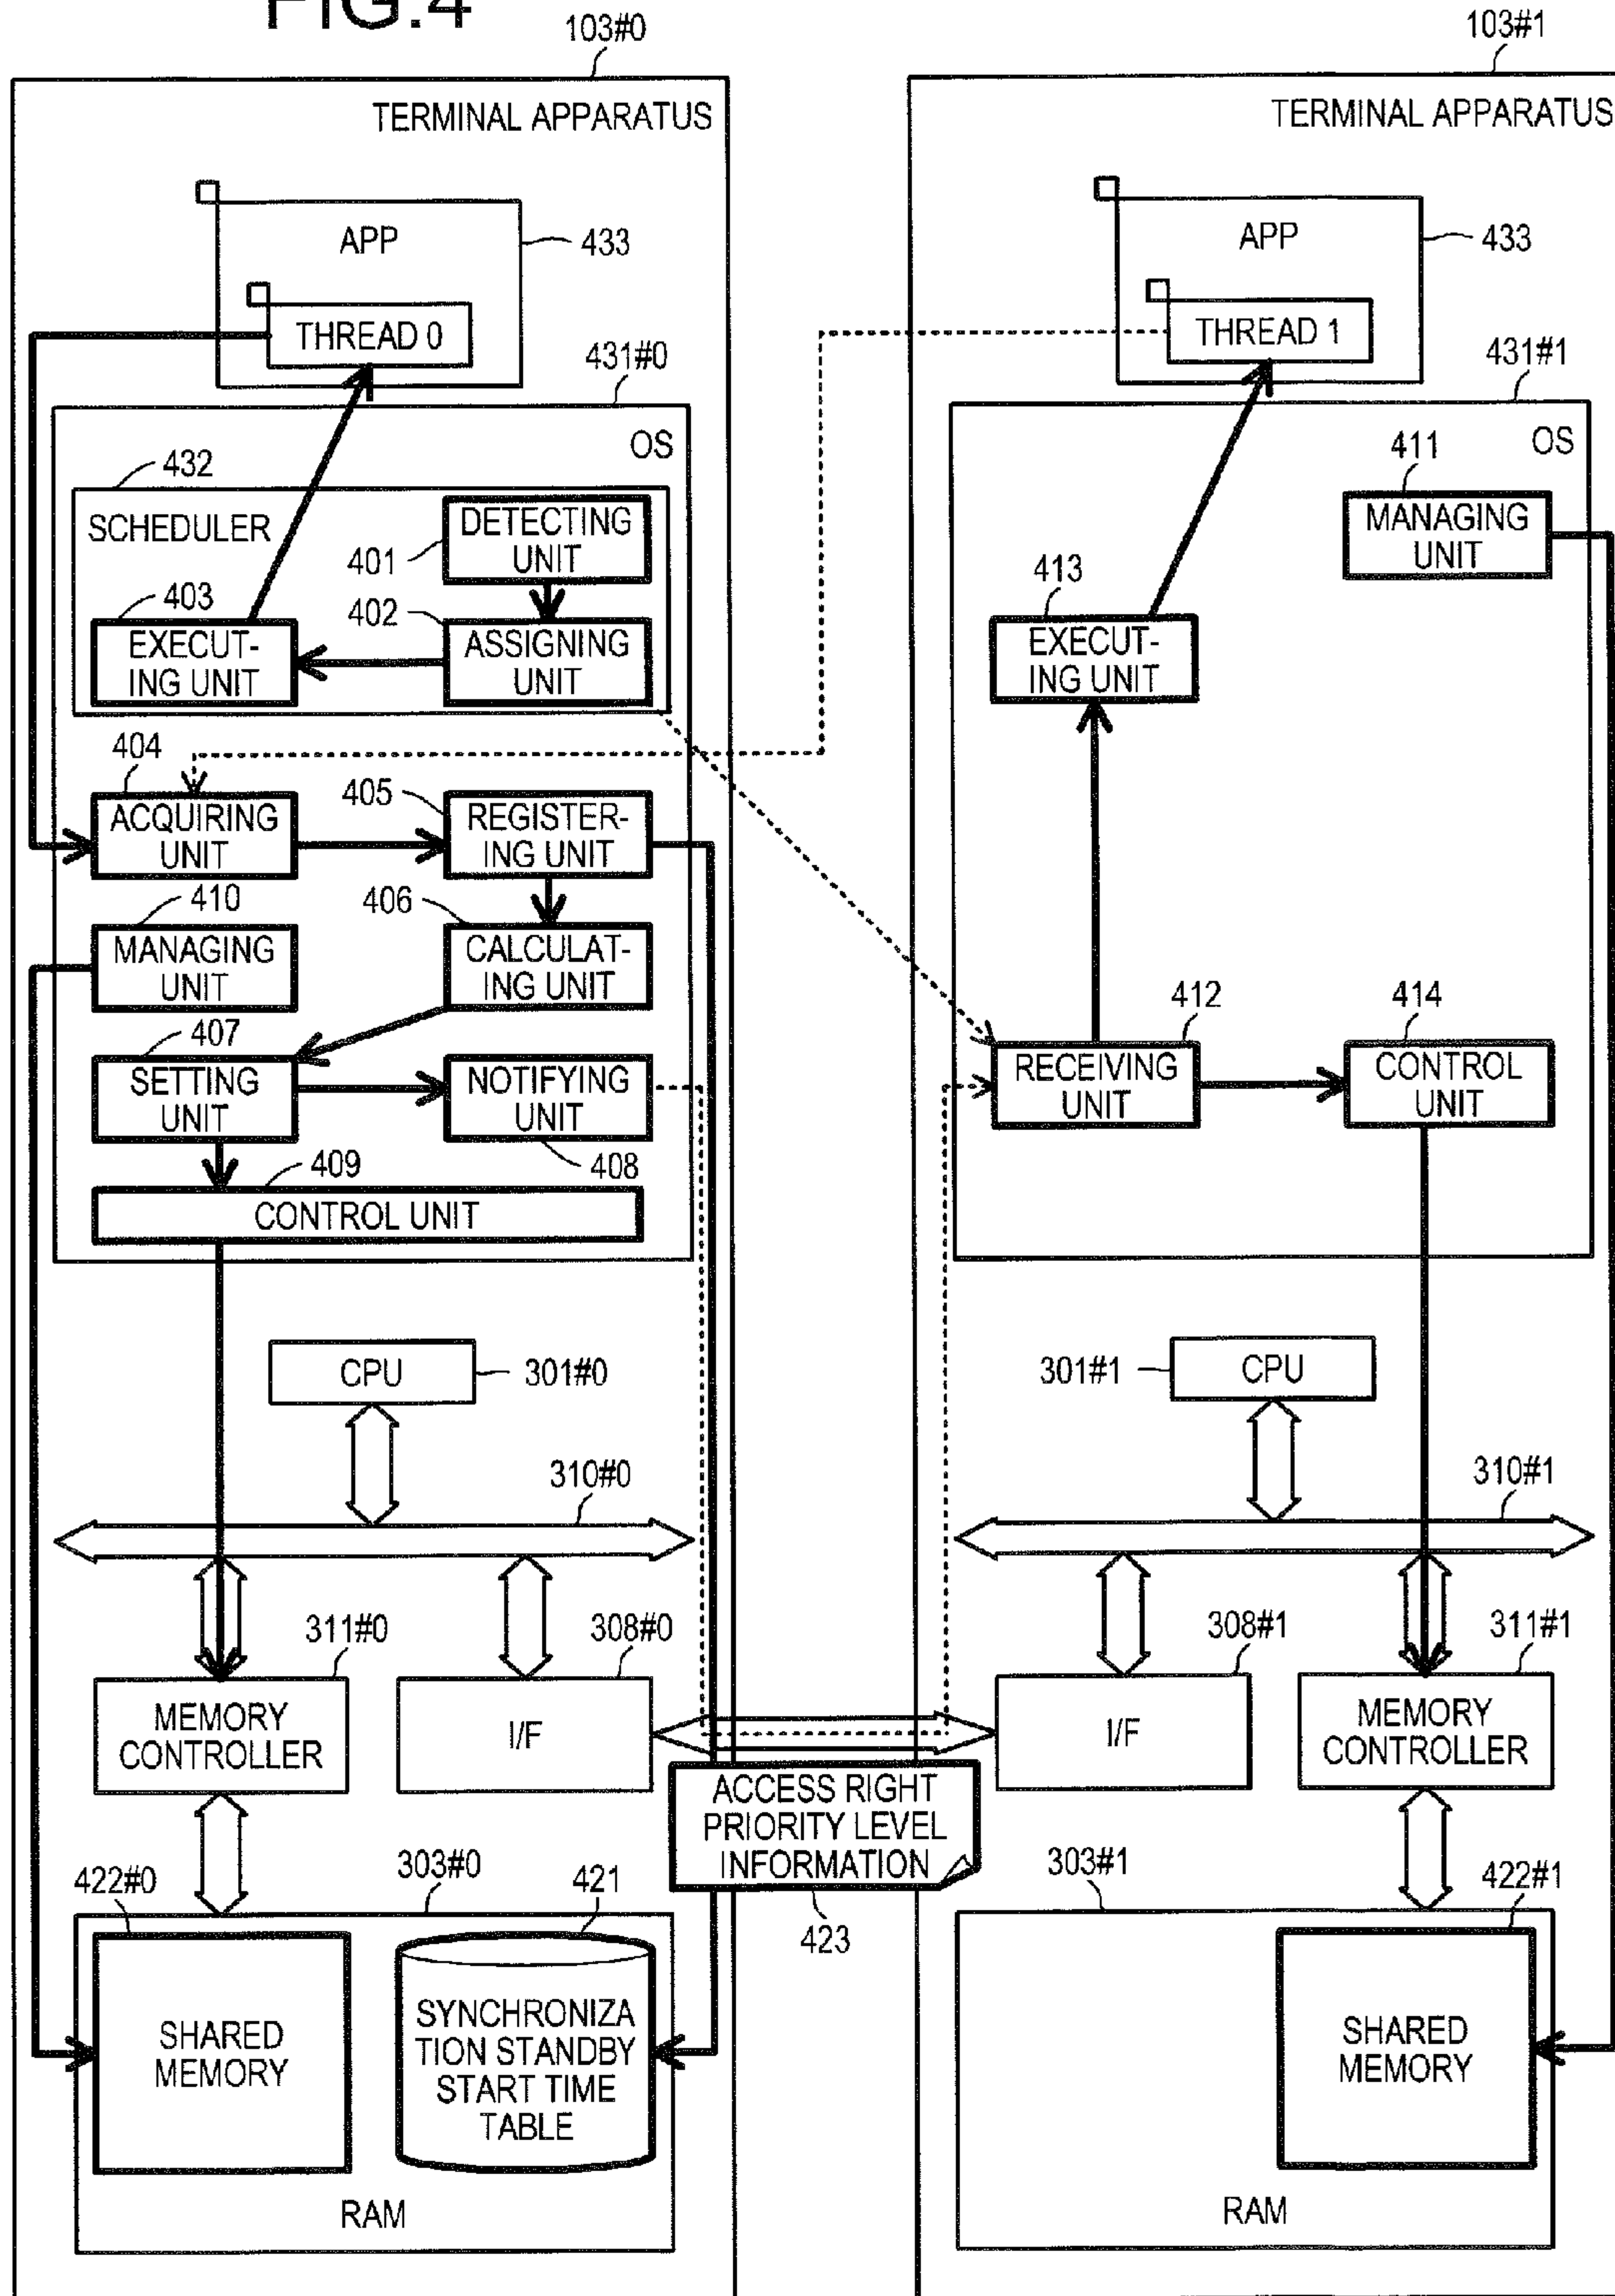 FIG.4
103#0
TERMINAL APPARATUS
APP
433
THREAD 0
431#0
OS
432
SCHEDULER
DETECTING
UNIT
401
403
402
EXECUT-
ING UNIT
ASSIGNING
UNIT
404
ACQUIRING
UNIT
405
REGISTER-
ING UNIT
410
MANAGING
UNIT
406
CALCULAT-
ING UNIT
407
SETTING
UNIT
NOTIFYING
UNIT
408
409
CONTROL UNIT
CPU
301#0
310#0
311#0
MEMORY
CONTROLLER
308#0
I/F
422#0
303#0
421
SHARED
MEMORY
SYNCHRONIZA
TION STANDBY
START TIME
TABLE
RAM
ACCESS RIGHT
PRIORITY LEVEL
INFORMATION
423
103#1
TERMINAL APPARATUS
APP
433
THREAD 1
431#1
OS
411
MANAGING
UNIT
413
EXECUT-
ING UNIT
412
RECEIVING
UNIT
414
CONTROL
UNIT
301#1
CPU
310#1
308#1
I/F
311#1
MEMORY
CONTROLLER
303#1
422#1
SHARED
MEMORY
RAM